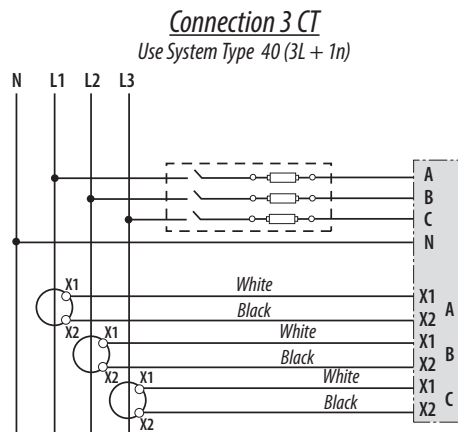 Connection 3 CT
Use System Type 40 (3L + 1n)
N L1 L2 L3
A
B
C
N
X1 White X1
X2 Black X2 A
X1 White X1
X2 Black X2 B
X1 White X1
X2 Black X2 C